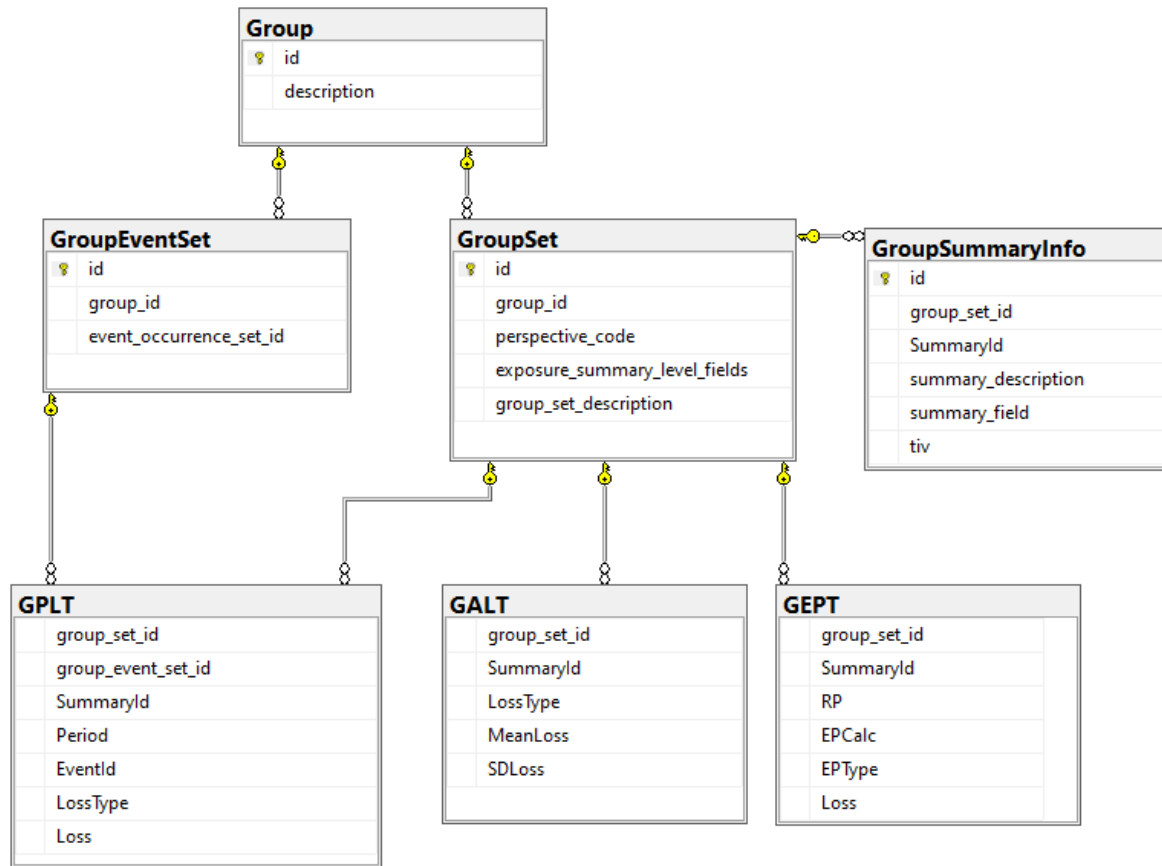 Group
id
description
GroupEventSet
id
group_id
event_occurrence_set_id
GroupSet
id
group_id
perspective_code
exposure_summary_level_fields
group_set_description
GroupSummaryInfo
id
group_set_id
SummaryId
summary_description
summary_field
tiv
GPLT
group_set_id
group_event_set_id
SummaryId
Period
EventId
LossType
Loss
GALT
group_set_id
SummaryId
LossType
MeanLoss
SDLoss
GEPT
group_set_id
SummaryId
RP
EPCalc
EPType
Loss